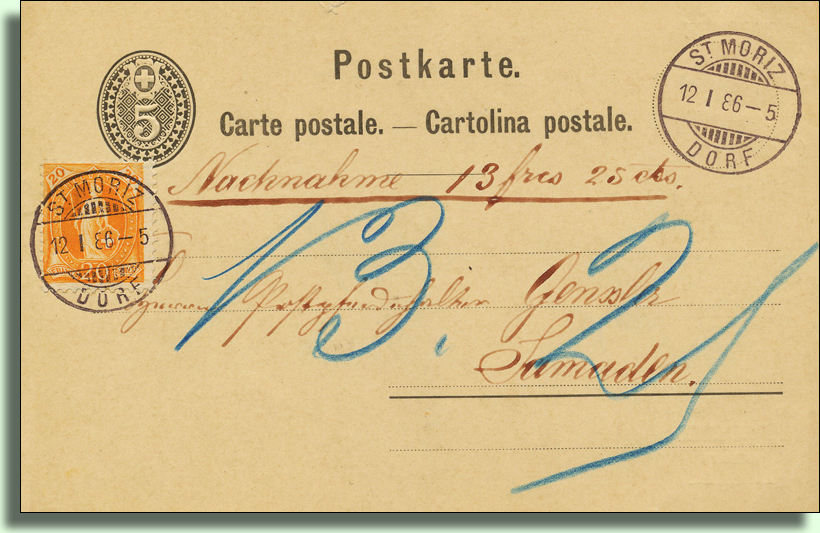 Postkarte.
Carte postale. — Cartolina postale.
5
ST MORIZ
12 I 86–5
DORF
20
ST MORIZ
12 I 86–5
20
DORF
Nachnahme 13 frcs 25 cts.
13.25
Genssler
Samaden.